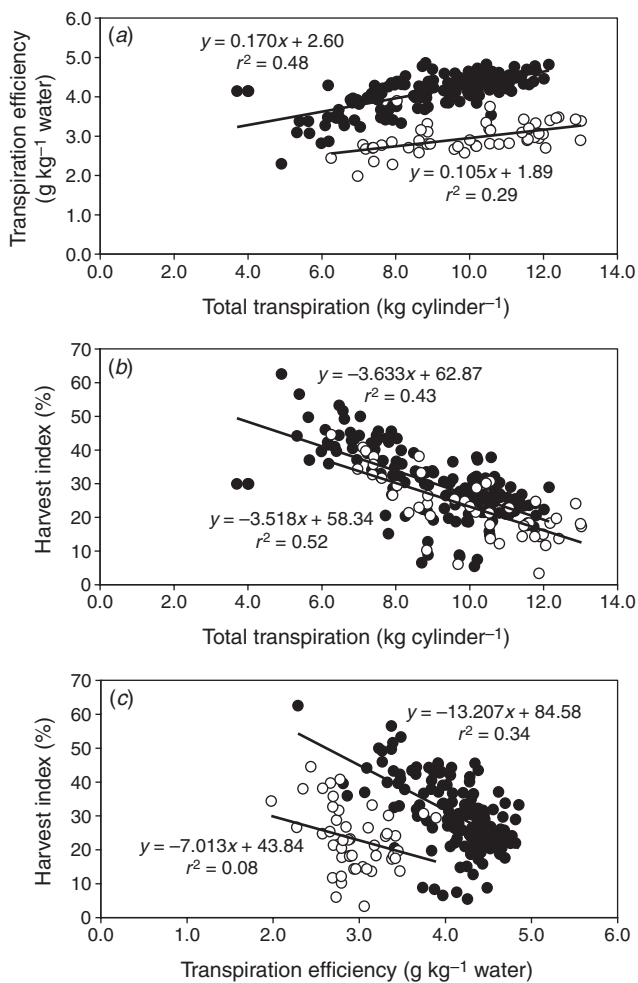 (a)
y = 0.170x + 2.60
r² = 0.48
y = 0.105x + 1.89
r² = 0.29
Transpiration efficiency
(g kg⁻¹ water)
6.0
5.0
4.0
3.0
2.0
1.0
0.0
0.0 2.0 4.0 6.0 8.0 10.0 12.0 14.0
Total transpiration (kg cylinder⁻¹)
(b)
y = –3.633x + 62.87
r² = 0.43
y = –3.518x + 58.34
r² = 0.52
Harvest index (%)
70
60
50
40
30
20
10
0
0.0 2.0 4.0 6.0 8.0 10.0 12.0 14.0
Total transpiration (kg cylinder⁻¹)
(c)
y = –13.207x + 84.58
r² = 0.34
y = –7.013x + 43.84
r² = 0.08
Harvest index (%)
70
60
50
40
30
20
10
0
0.0 1.0 2.0 3.0 4.0 5.0 6.0
Transpiration efficiency (g kg⁻¹ water)